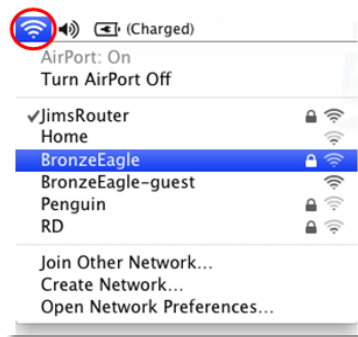 (Charged)
AirPort: On
Turn AirPort Off
✓JimsRouter
Home
BronzeEagle
BronzeEagle-guest
Penguin
RD
Join Other Network...
Create Network...
Open Network Preferences...